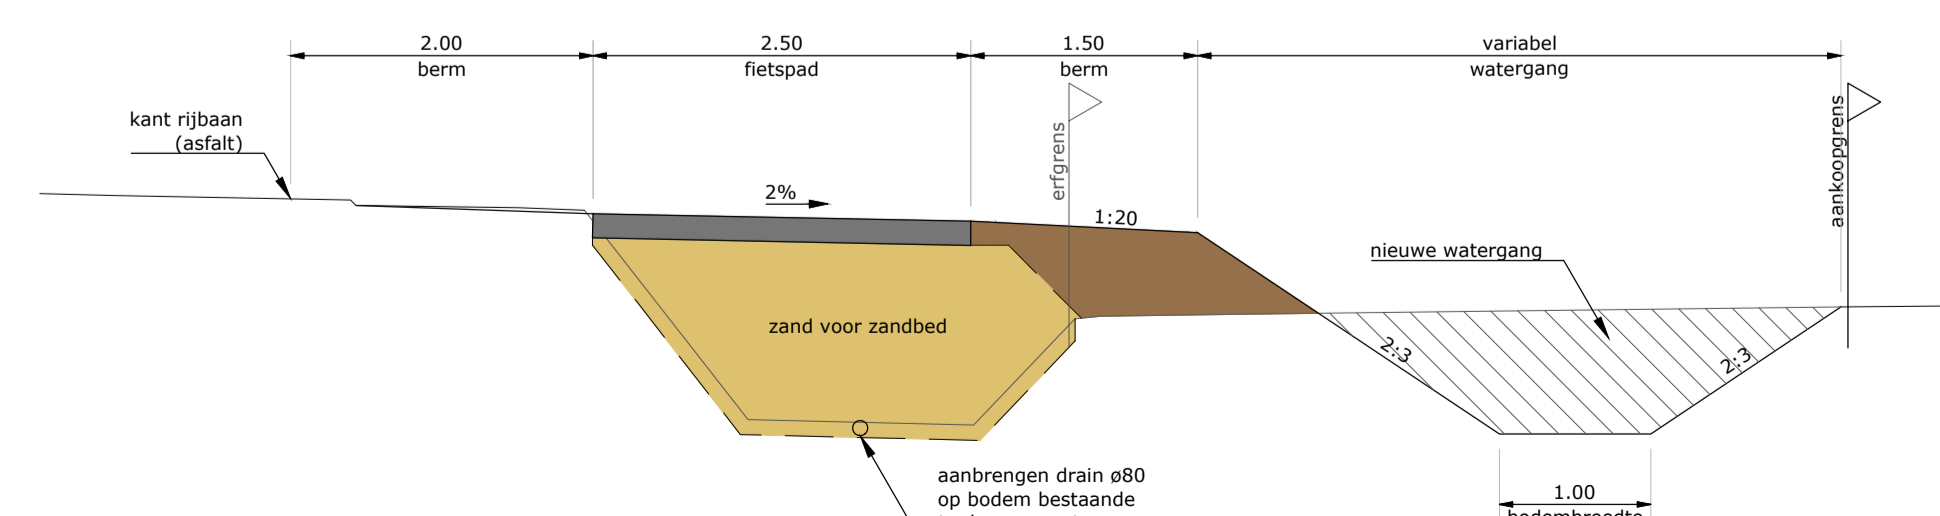 2.00
berm
2.50
fietspad
1.50
berm
variabel
watergang
kant rijbaan
(asfalt)
erfgrens
aankoopgrens
2%
1:20
nieuwe watergang
zand voor zandbed
2:3
2:3
aanbrengen drain ø80
op bodem bestaande
1.00
bodembreedte